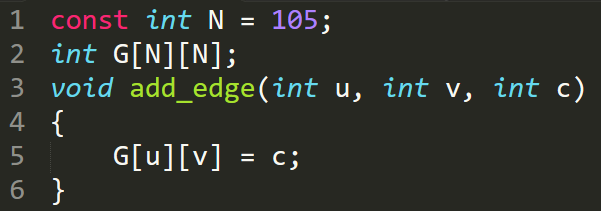 1 const int N = 105;
2 int G[N][N];
3 void add_edge(int u, int v, int c)
4 {
5     G[u][v] = c;
6 }